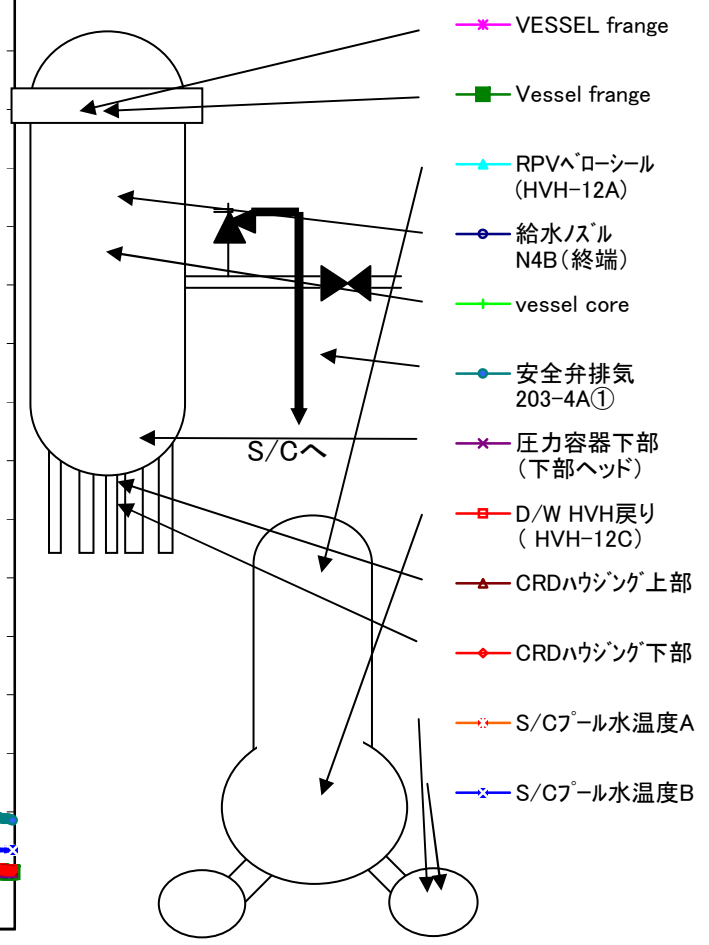 VESSEL frange
Vessel frange
RPVベローシール
(HVH-12A)
給水ノズル
N4B(終端)
vessel core
安全弁排気
203-4A①
圧力容器下部
(下部ヘッド)
S/Cへ
D/W HVH戻り
( HVH-12C)
CRDハウジング上部
CRDハウジング下部
S/Cプール水温度A
S/Cプール水温度B